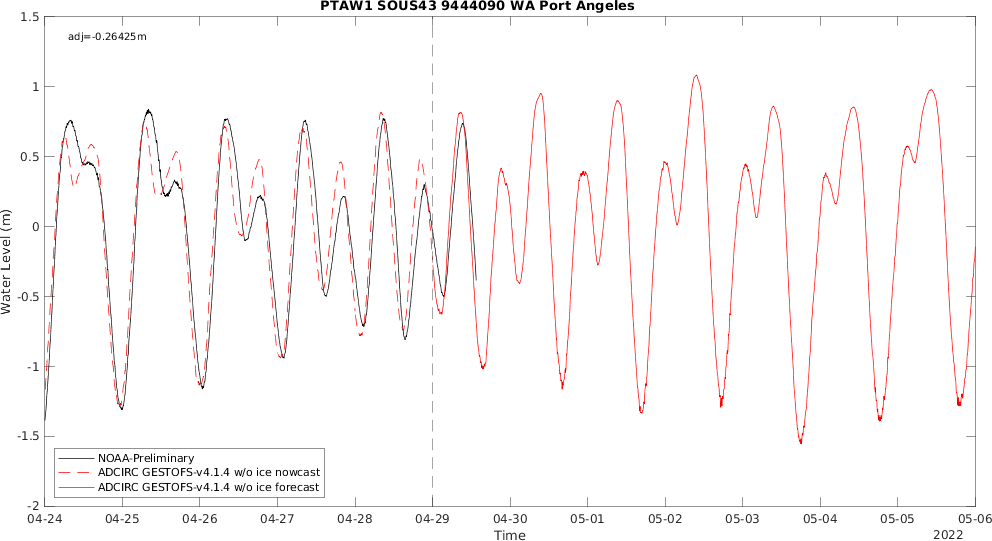 PTAW1 SOUS43 9444090 WA Port Angeles
adj=-0.26425m
1.5
1
0.5
0
-0.5
-1
-1.5
-2
Water Level (m)
NOAA-Preliminary
ADCIRC GESTOFS-v4.1.4 w/o ice nowcast
ADCIRC GESTOFS-v4.1.4 w/o ice forecast
04-24 04-25 04-26 04-27 04-28 04-29 04-30 05-01 05-02 05-03 05-04 05-05 05-06
Time
2022